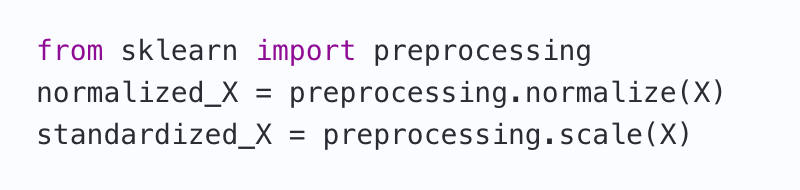 from sklearn import preprocessing
normalized_X = preprocessing.normalize(X)
standardized_X = preprocessing.scale(X)